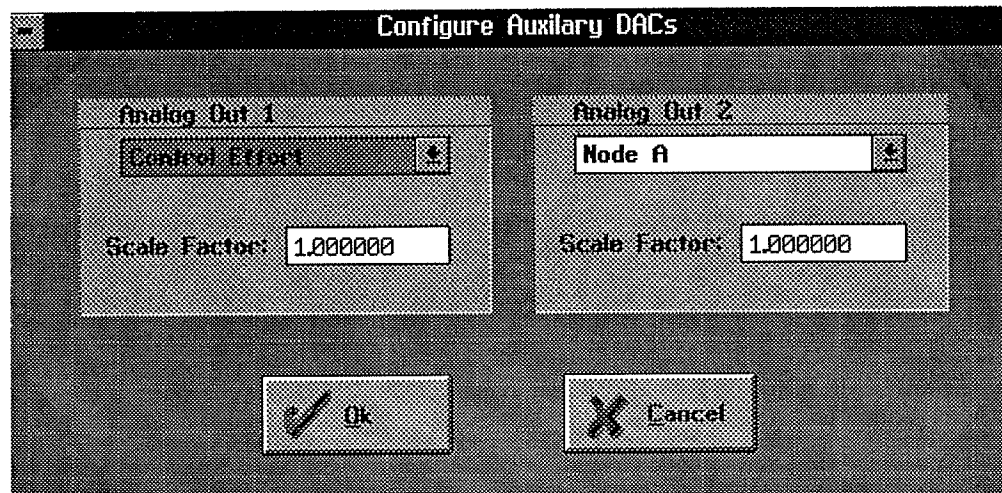 Configure Auxilary DACs
Analog Out 1
Control Effort
Scale Factor: 1.000000
Analog Out 2
Node A
Scale Factor: 1.000000
Ok
Cancel